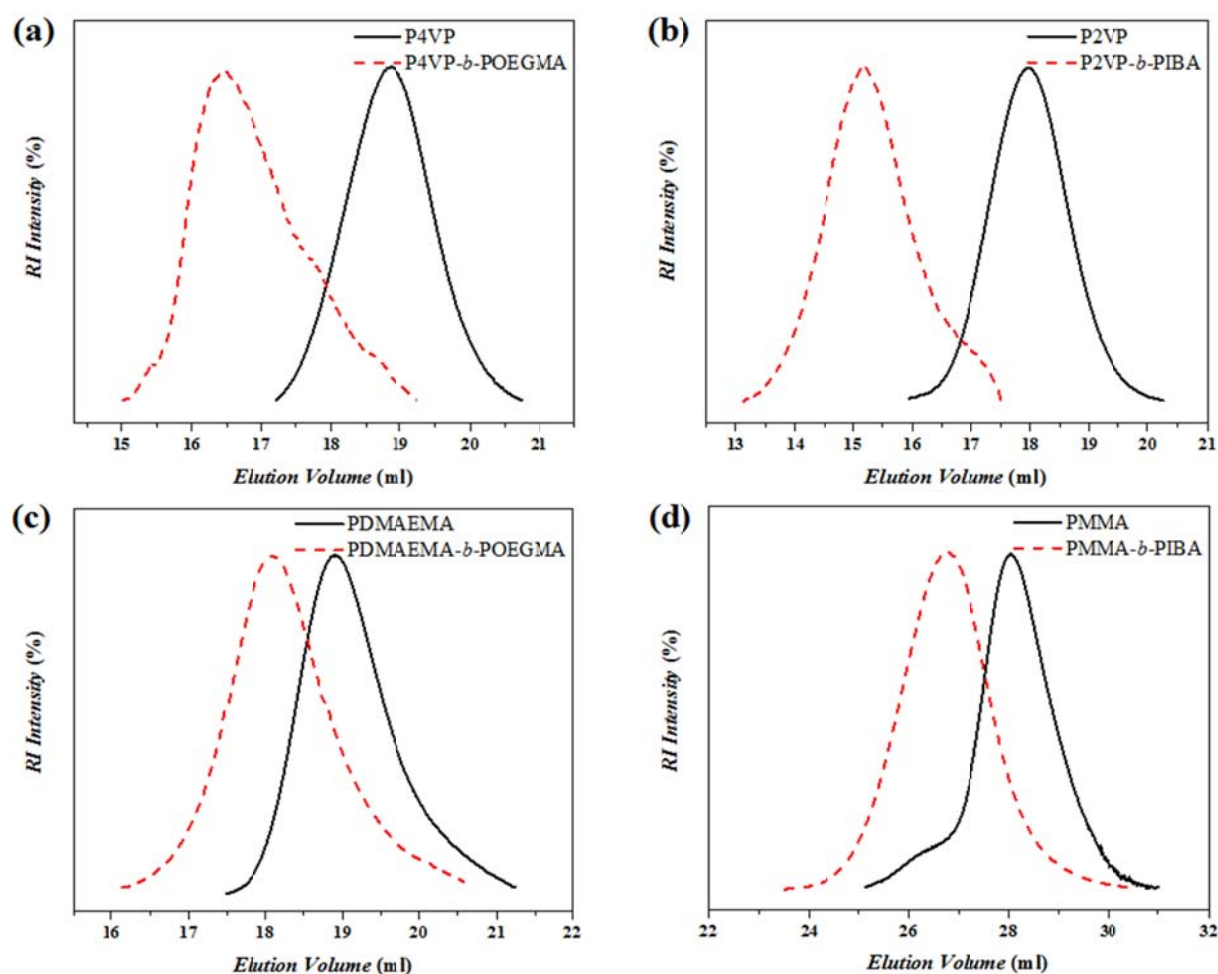 (a)
P4VP
P4VP-b-POEGMA
RI Intensity (%)
15 16 17 18 19 20 21
Elution Volume (ml)
(b)
P2VP
P2VP-b-PIBA
RI Intensity (%)
13 14 15 16 17 18 19 20 21
Elution Volume (ml)
(c)
PDMAEMA
PDMAEMA-b-POEGMA
RI Intensity (%)
16 17 18 19 20 21 22
Elution Volume (ml)
(d)
PMMA
PMMA-b-PIBA
RI Intensity (%)
22 24 26 28 30 32
Elution Volume (ml)